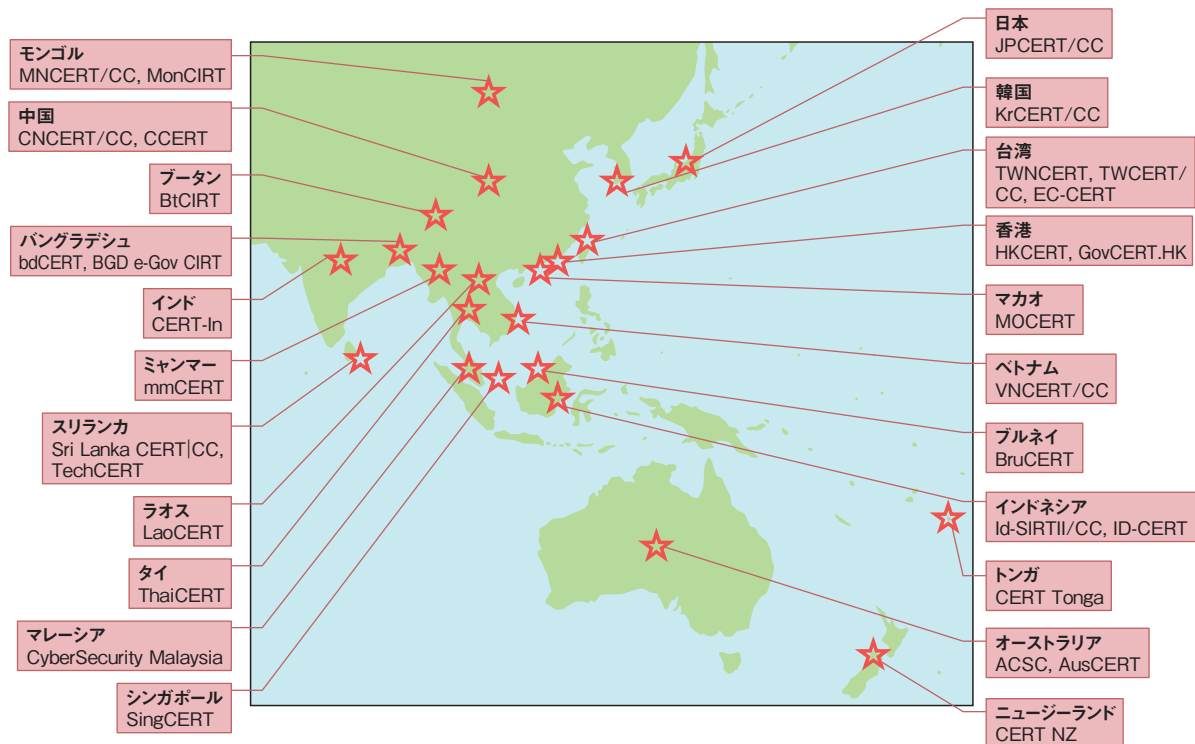 モンゴル
MNCERT/CC, MonCIRT
中国
CNCERT/CC, CCERT
ブータン
BtCIRT
バングラデシュ
bdCERT, BGD e-Gov CIRT
インド
CERT-In
ミャンマー
mmCERT
スリランカ
Sri Lanka CERT|CC,
TechCERT
ラオス
LaoCERT
タイ
ThaiCERT
マレーシア
CyberSecurity Malaysia
シンガポール
SingCERT
日本
JPCERT/CC
韓国
KrCERT/CC
台湾
TWNCERT, TWCERT/
CC, EC-CERT
香港
HKCERT, GovCERT.HK
マカオ
MOCERT
ベトナム
VNCERT/CC
ブルネイ
BruCERT
インドネシア
Id-SIRTII/CC, ID-CERT
トンガ
CERT Tonga
オーストラリア
ACSC, AusCERT
ニュージーランド
CERT NZ